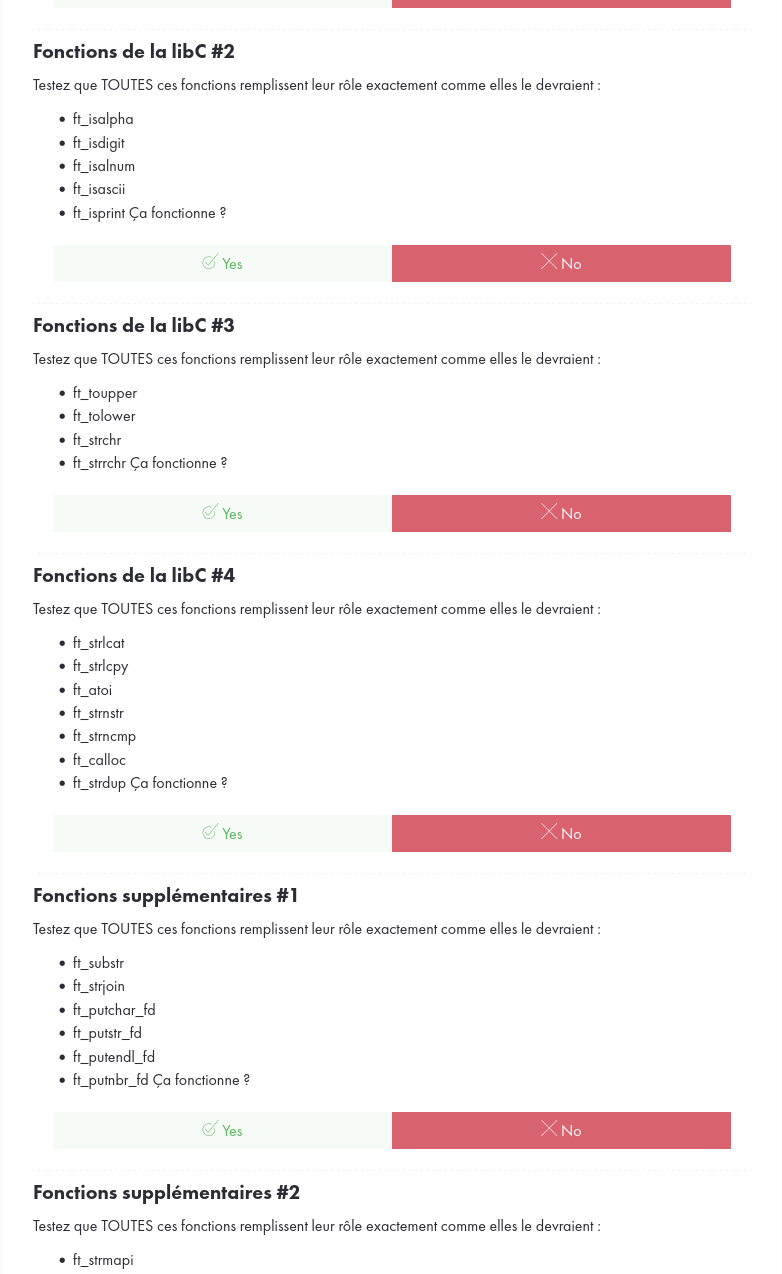 Fonctions de la libC #2
Testez que TOUTES ces fonctions remplissent leur rôle exactement comme elles le devraient :
• ft_isalpha
• ft_isdigit
• ft_isalnum
• ft_isascii
• ft_isprint Ça fonctionne ?
Yes
No
Fonctions de la libC #3
Testez que TOUTES ces fonctions remplissent leur rôle exactement comme elles le devraient :
• ft_toupper
• ft_tolower
• ft_strchr
• ft_strrchr Ça fonctionne ?
Yes
No
Fonctions de la libC #4
Testez que TOUTES ces fonctions remplissent leur rôle exactement comme elles le devraient :
• ft_strlcat
• ft_strlcpy
• ft_atoi
• ft_strnstr
• ft_strncmp
• ft_calloc
• ft_strdup Ça fonctionne ?
Yes
No
Fonctions supplémentaires #1
Testez que TOUTES ces fonctions remplissent leur rôle exactement comme elles le devraient :
• ft_substr
• ft_strjoin
• ft_putchar_fd
• ft_putstr_fd
• ft_putendl_fd
• ft_putnbr_fd Ça fonctionne ?
Yes
No
Fonctions supplémentaires #2
Testez que TOUTES ces fonctions remplissent leur rôle exactement comme elles le devraient :
• ft_strmapi